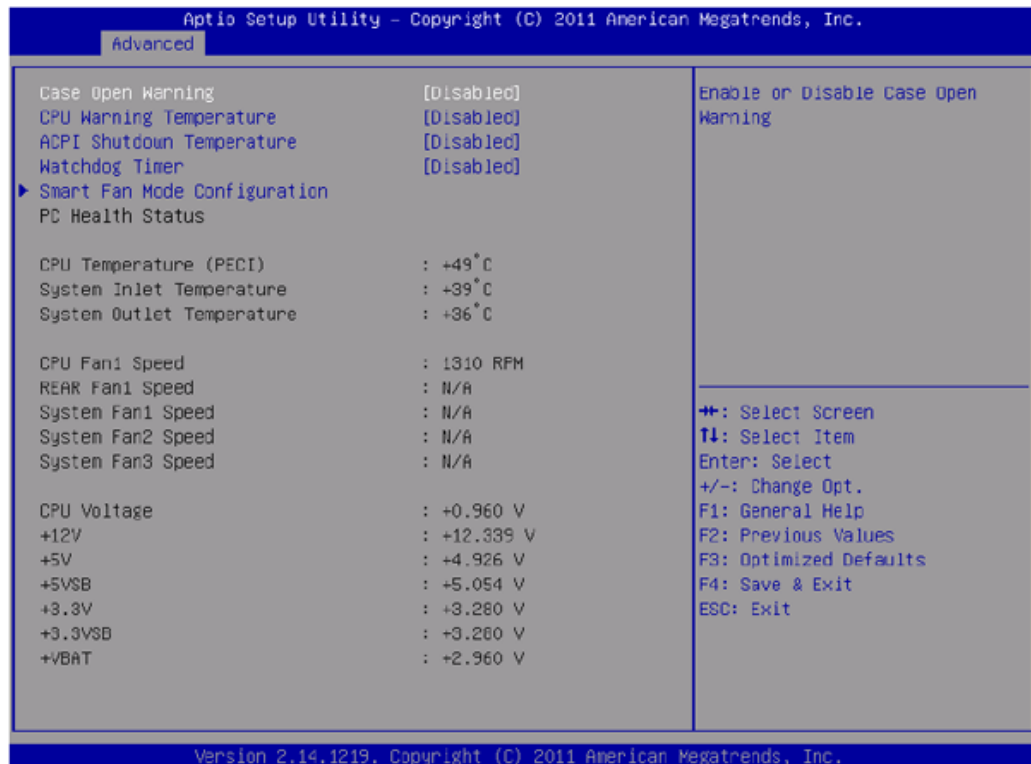 Aptio Setup Utility – Copyright (C) 2011 American Megatrends, Inc.
Advanced
Case Open Warning [Disabled]
CPU Warning Temperature [Disabled]
ACPI Shutdown Temperature [Disabled]
Watchdog Timer [Disabled]
Smart Fan Mode Configuration
PC Health Status
CPU Temperature (PECI) : +49°C
System Inlet Temperature : +39°C
System Outlet Temperature : +36°C
CPU Fan1 Speed : 1310 RPM
REAR Fan1 Speed : N/A
System Fan1 Speed : N/A
System Fan2 Speed : N/A
System Fan3 Speed : N/A
CPU Voltage : +0.960 V
+12V : +12.339 V
+5V : +4.926 V
+5VSB : +5.054 V
+3.3V : +3.280 V
+3.3VSB : +3.280 V
+VBAT : +2.960 V
Enable or Disable Case Open
Warning
→←: Select Screen
↑↓: Select Item
Enter: Select
+/-: Change Opt.
F1: General Help
F2: Previous Values
F3: Optimized Defaults
F4: Save & Exit
ESC: Exit
Version 2.14.1219. Copyright (C) 2011 American Megatrends, Inc.